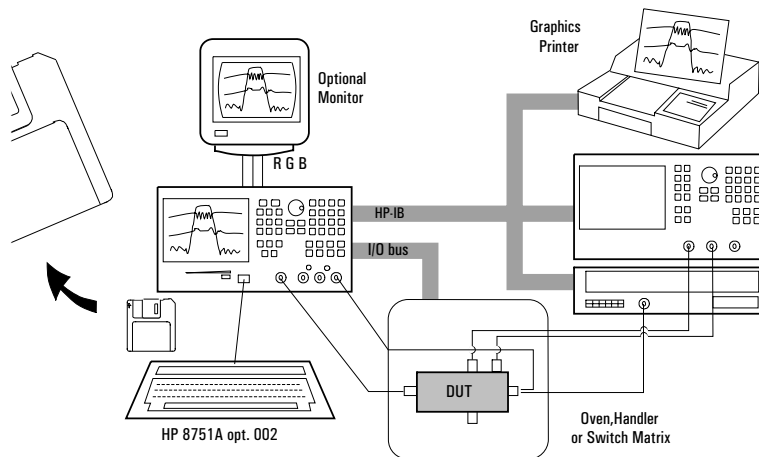 Graphics
Printer
Optional
Monitor
R G B
HP-IB
I/O bus
DUT
Oven,Handler
or Switch Matrix
HP 8751A opt. 002